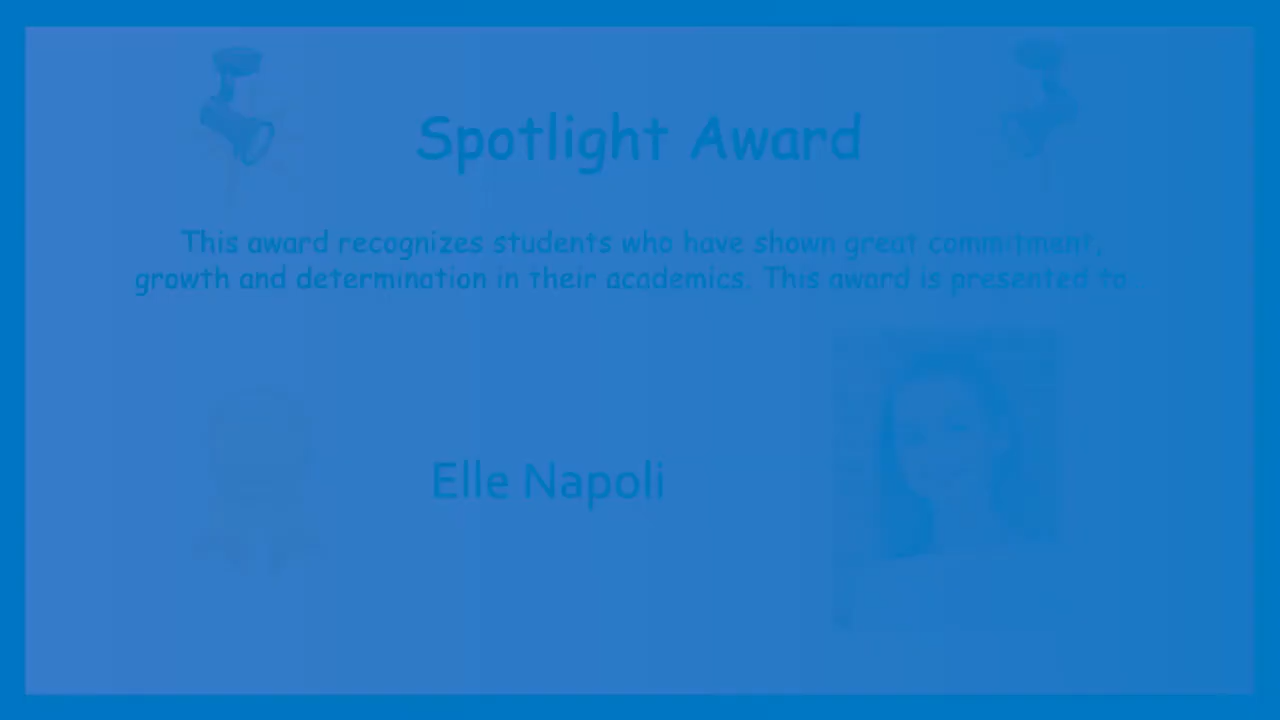 Spotlight Award
This award recognizes students who have shown great commitment,
growth and determination in their academics. This award is presented to
Elle Napoli